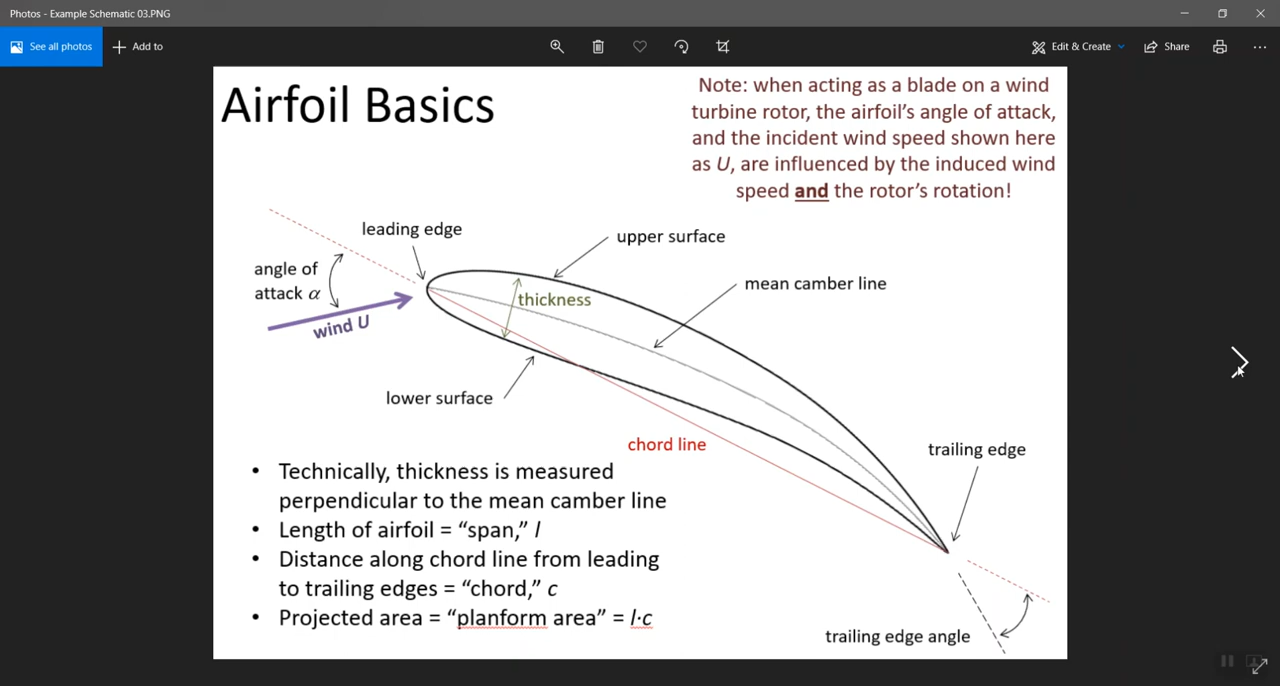 Photos - Example Schematic 03.PNG
See all photos
Add to
Edit & Create
Share
Airfoil Basics
Note: when acting as a blade on a wind
turbine rotor, the airfoil's angle of attack,
and the incident wind speed shown here
as U, are influenced by the induced wind
speed and the rotor's rotation!
leading edge
upper surface
angle of
attack α
wind U
thickness
mean camber line
lower surface
chord line
trailing edge
• Technically, thickness is measured
perpendicular to the mean camber line
• Length of airfoil = “span,” l
• Distance along chord line from leading
to trailing edges = “chord,” c
• Projected area = “planform area” = l·c
trailing edge angle